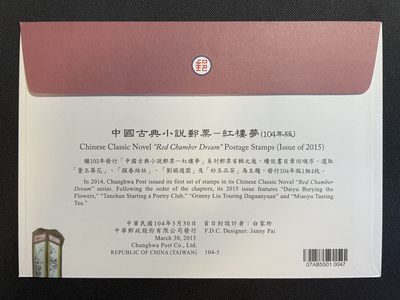 郵
中國古典小說郵票－紅樓夢(104年版)
Chinese Classic Novel "Red Chamber Dream" Postage Stamps (Issue of 2015)
繼103年發行「中國古典小說郵票—紅樓夢」系列郵票首輯之後，續依書目章回順序，選取
「黛玉葬花」、「探春結社」、「劉姥遊園」及「妙玉品茶」為主題，發行104年版1組4枚。
In 2014, Chunghwa Post issued its first set of stamps in its Chinese Classic Novel "Red Chamber
Dream" series. Following the order of the chapters, its 2015 issue features "Daiyu Burying the
Flowers," "Tanchun Starting a Poetry Club," "Granny Liu Touring Daguanyuan" and "Miaoyu Tasting
Tea."
中華民國104年3月30日 首日封設計者：白家玲
中華郵政股份有限公司發行 F.D.C. Designer: Janny Pai
March 30, 2015
Chunghwa Post Co., Ltd.
REPUBLIC OF CHINA (TAIWAN) 104-5
07AB5501 0047